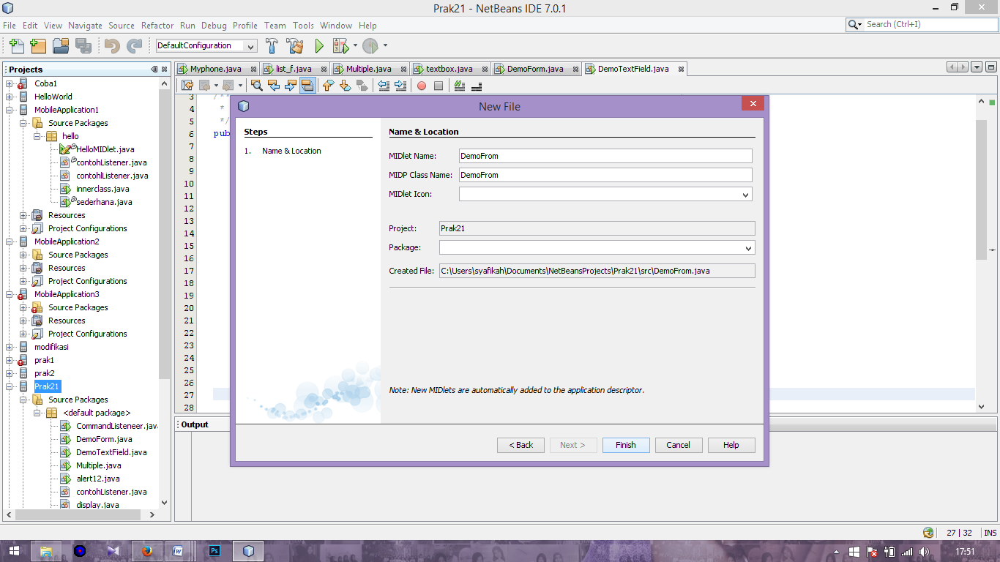 Prak21 - NetBeans IDE 7.0.1
File Edit View Navigate Source Refactor Run Debug Profile Team Tools Window Help
Search (Ctrl+I)
DefaultConfiguration
Projects
Coba1
HelloWorld
MobileApplication1
Source Packages
hello
HelloMIDlet.java
contohListener.java
contohlListener.java
innerclass.java
sederhana.java
Resources
Project Configurations
MobileApplication2
Source Packages
Resources
Project Configurations
MobileApplication3
Source Packages
Resources
Project Configurations
modifikasi
prak1
prak2
Prak21
Source Packages
<default package>
CommandListeneer.java
DemoForm.java
DemoTextField.java
Multiple.java
alert12.java
contohListener.java
display.java
Myphone.java list_f.java Multiple.java textbox.java DemoForm.java DemoTextField.java
3 /**
4 *
5 */
6 pub
7
8
9
10
11
12
13
14
15
16
17
18
19
20
21
22
23
24
25
26
27
28
Output
New File
Steps
1. Name & Location
Name & Location
MIDlet Name: DemoFrom
MIDP Class Name: DemoFrom
MIDlet Icon:
Project: Prak21
Package:
Created File: C:\Users\syafikah\Documents\NetBeansProjects\Prak21\src\DemoFrom.java
Note: New MIDlets are automatically added to the application descriptor.
< Back Next > Finish Cancel Help
27 | 32 INS
17:51